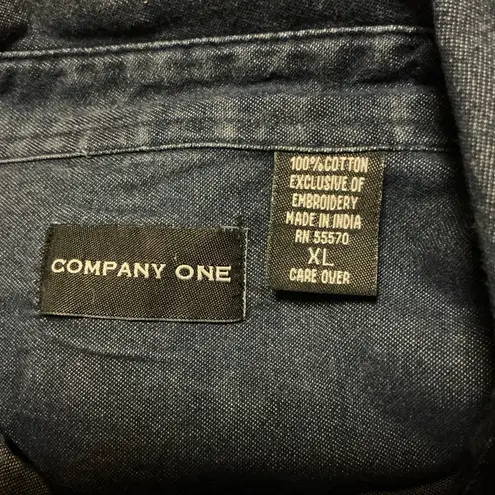 COMPANY ONE
100% COTTON
EXCLUSIVE OF
EMBROIDERY
MADE IN INDIA
RN 55570
XL
CARE OVER